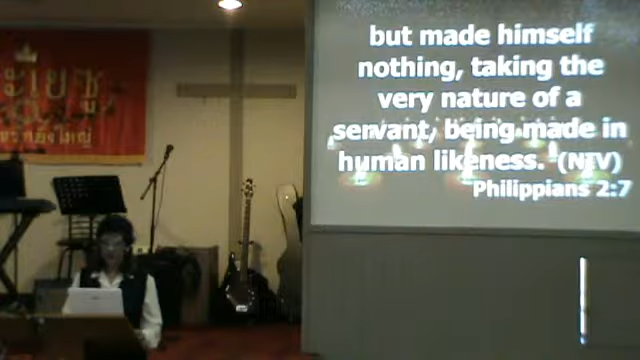 but made himself
nothing, taking the
very nature of a
servant, being made in
human likeness. (NIV)
Philippians 2:7